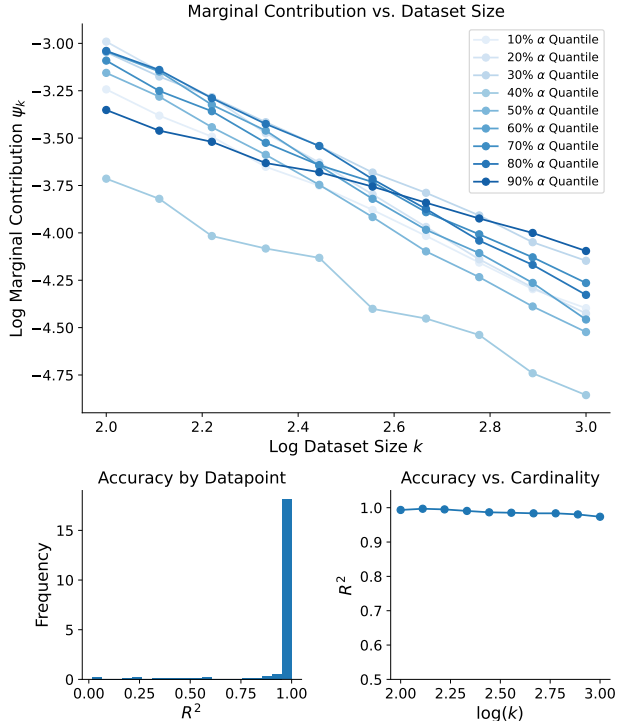 Marginal Contribution vs. Dataset Size
Log Marginal Contribution ψk
−3.00
−3.25
−3.50
−3.75
−4.00
−4.25
−4.50
−4.75
10% α Quantile
20% α Quantile
30% α Quantile
40% α Quantile
50% α Quantile
60% α Quantile
70% α Quantile
80% α Quantile
90% α Quantile
2.0 2.2 2.4 2.6 2.8 3.0
Log Dataset Size k
Accuracy by Datapoint
Frequency
15
10
5
0
0.00 0.25 0.50 0.75 1.00
R²
Accuracy vs. Cardinality
R²
1.0
0.9
0.8
0.7
0.6
0.5
2.00 2.25 2.50 2.75 3.00
log(k)